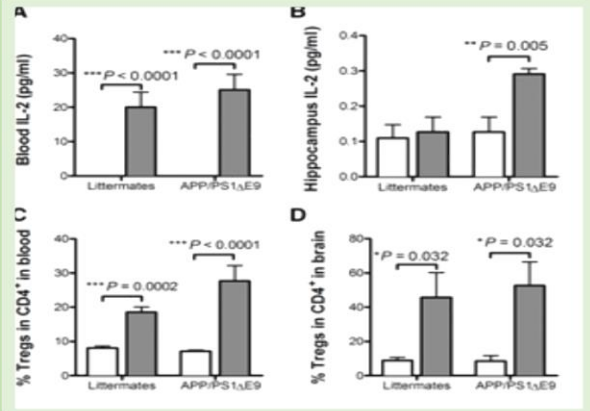 A
Blood IL-2 (pg/ml)
40
30
20
10
0
***P < 0.0001
***P < 0.0001
Littermates
APP/PS1ΔE9
B
Hippocampus IL-2 (pg/ml)
0.4
0.3
0.2
0.1
0.0
**P = 0.005
Littermates
APP/PS1ΔE9
C
% Tregs in CD4+ in blood
40
30
20
10
0
***P = 0.0002
***P < 0.0001
Littermates
APP/PS1ΔE9
D
% Tregs in CD4+ in brain
80
60
40
20
0
*P = 0.032
*P = 0.032
Littermates
APP/PS1ΔE9